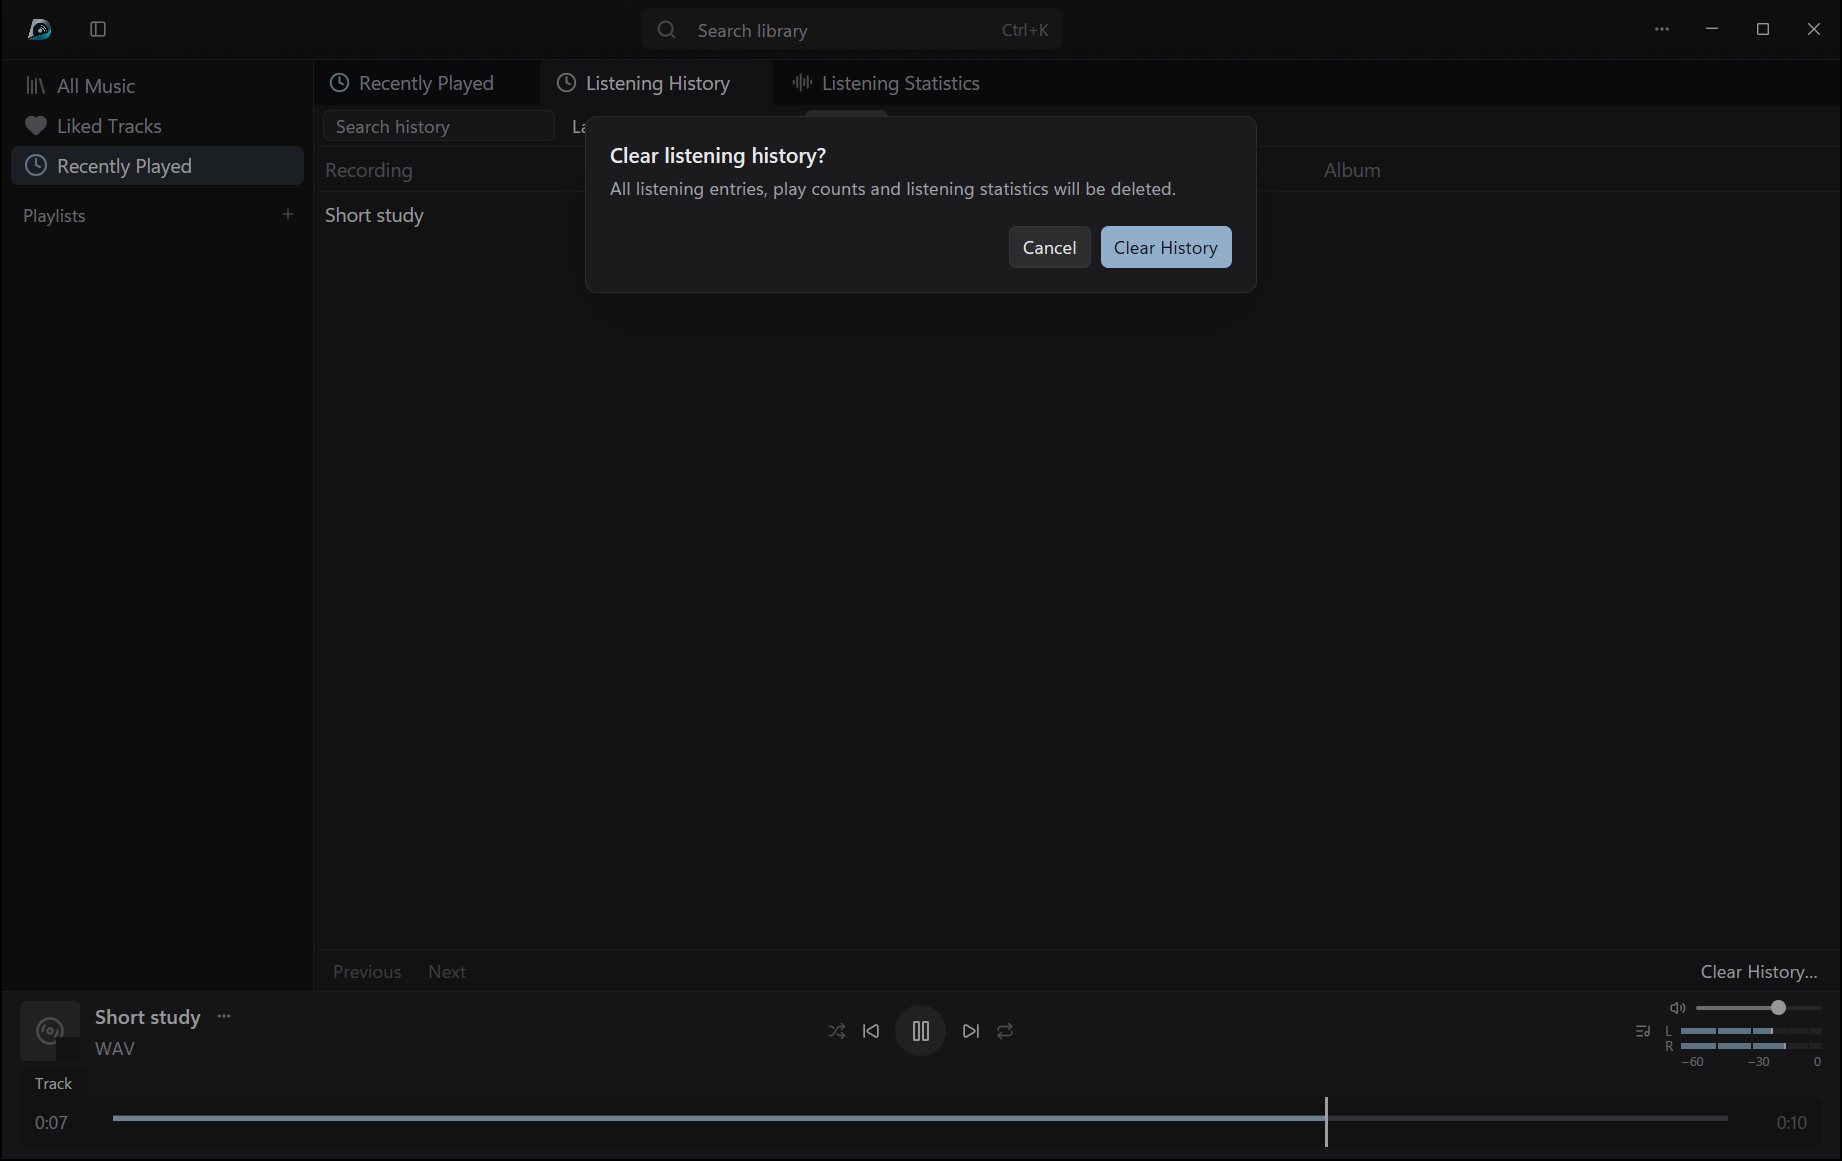 Search library Ctrl+K
All Music
Liked Tracks
Recently Played
Playlists
Recently Played
Listening History
Listening Statistics
Search history
Recording
Album
Short study
Clear listening history?
All listening entries, play counts and listening statistics will be deleted.
Cancel
Clear History
Previous
Next
Clear History...
Short study
WAV
L
R
-60 -30 0
Track
0:07
0:10